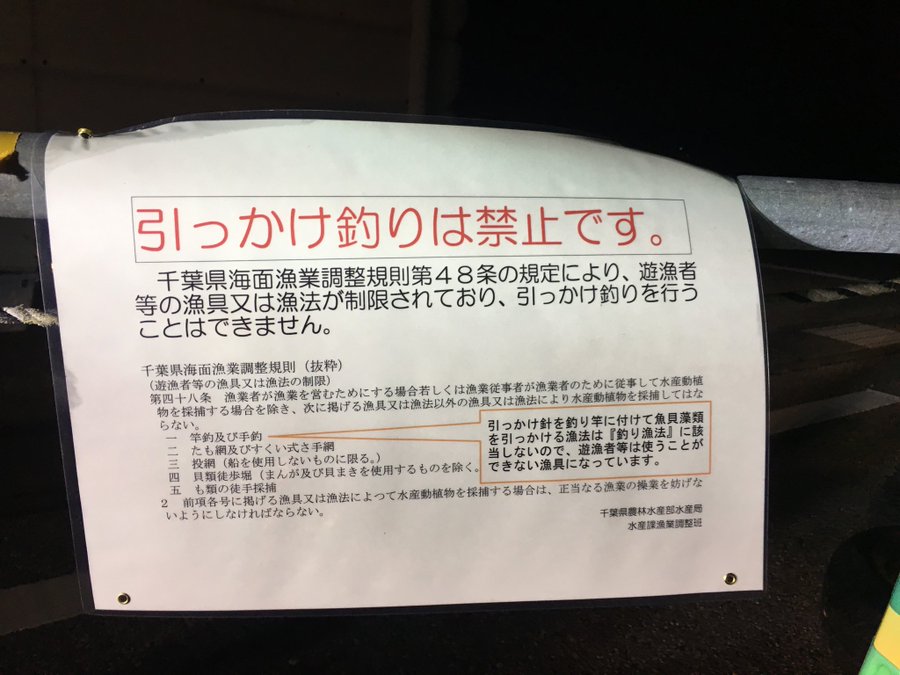 引っかけ釣りは禁止です。
千葉県海面漁業調整規則第48条の規定により、遊漁者
等の漁具又は漁法が制限されており、引っかけ釣りを行う
ことはできません。
千葉県海面漁業調整規則（抜粋）
（遊漁者等の漁具又は漁法の制限）
第四十八条　漁業者が漁業を営むためにする場合若しくは漁業従事者が漁業者のために従事して水産動植
物を採捕する場合を除き、次に掲げる漁具又は漁法以外の漁具又は漁法により水産動植物を採捕してはな
らない。
一　竿釣及び手釣
二　たも網及びすくい式さ手網
三　投網（船を使用しないものに限る。）
四　貝類徒歩堀（まんが及び貝まきを使用するものを除く。
五　も類の徒手採捕
2　前項各号に掲げる漁具又は漁法によつて水産動植物を採捕する場合は、正当なる漁業の操業を妨げな
いようにしなければならない。
引っかけ針を釣り竿に付けて魚貝藻類
を引っかける漁法は『釣り漁法』に該
当しないので、遊漁者等は使うことが
できない漁具になっています。
千葉県農林水産部水産局
水産課漁業調整班